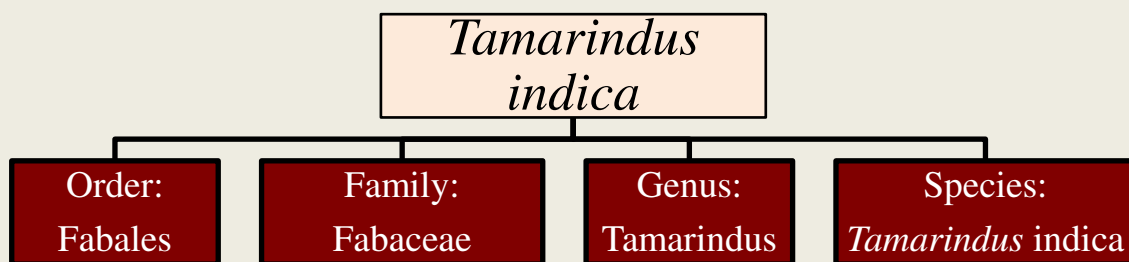 Tamarindus
indica
Order:
Fabales
Family:
Fabaceae
Genus:
Tamarindus
Species:
Tamarindus indica